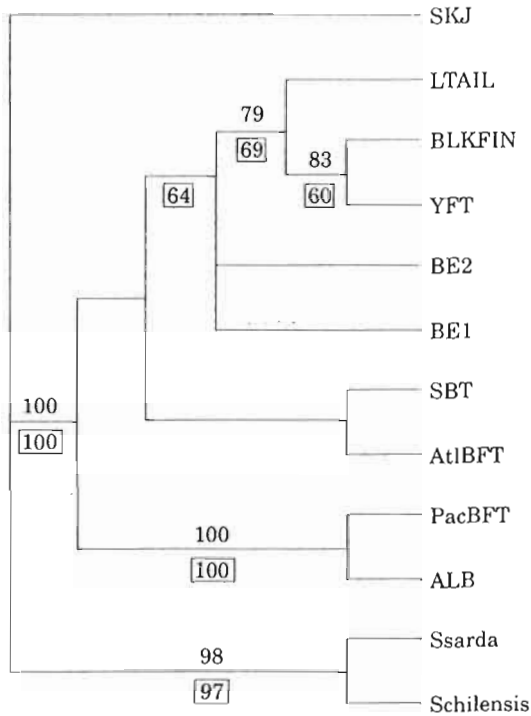 SKJ
LTAIL
79
69
BLKFIN
83
60
64
YFT
BE2
BE1
SBT
100
100
AtlBFT
PacBFT
100
100
ALB
Ssarda
98
97
Schilensis